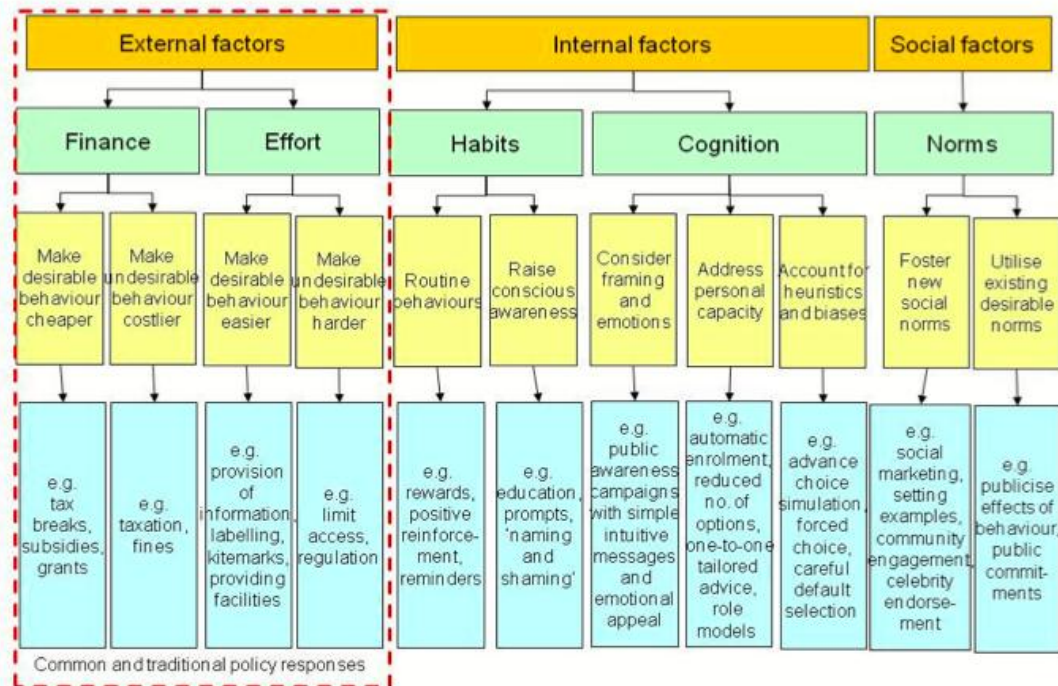 External factors
Internal factors
Social factors
Finance
Effort
Habits
Cognition
Norms
Make
desirable
behaviour
cheaper
Make
undesirable
behaviour
costlier
Make
desirable
behaviour
easier
Make
undesirable
behaviour
harder
Routine
behaviours
Raise
conscious
awareness
Consider
framing
and
emotions
Address
personal
capacity
Account for
heuristics
and biases
Foster
new
social
norms
Utilise
existing
desirable
norms
e.g.
tax
breaks,
subsidies,
grants
e.g.
taxation,
fines
e.g.
provision
of
information,
labelling,
kitemarks,
providing
facilities
e.g.
limit
access,
regulation
e.g.
rewards,
positive
reinforce-
ment,
reminders
e.g.
education,
prompts,
'naming
and
shaming'
e.g.
public
awareness
campaigns
with simple
intuitive
messages
and
emotional
appeal
e.g.
automatic
enrolment,
reduced
no. of
options,
one-to-one
tailored
advice,
role
models
e.g.
advance
choice
simulation,
forced
choice,
careful
default
selection
e.g.
social
marketing,
setting
examples,
community
engagement,
celebrity
endorse-
ment
e.g.
publicise
effects of
behaviour,
public
commit-
ments
Common and traditional policy responses